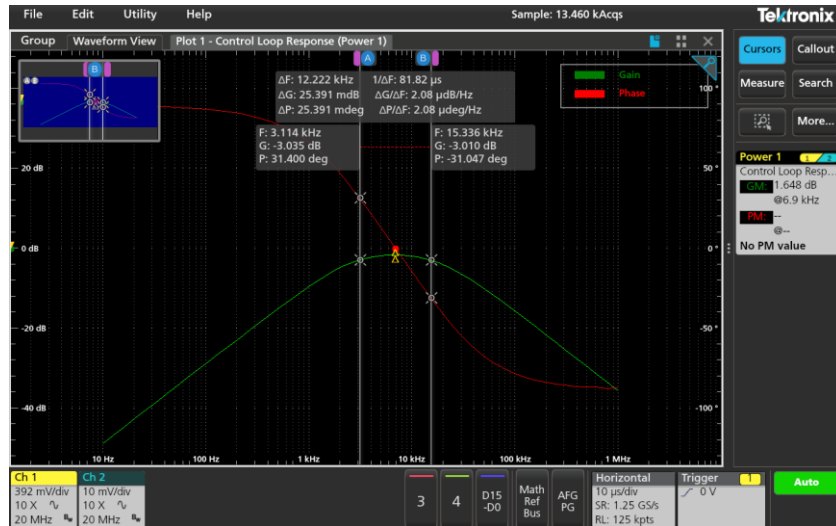 File Edit Utility Help Sample: 13.460 kAcqs Tektronix
Group Waveform View Plot 1 - Control Loop Response (Power 1)
Cursors Callout
Measure Search
More...
A B
B
ΔF: 12.222 kHz 1/ΔF: 81.82 µs
ΔG: 25.391 mdB ΔG/ΔF: 2.08 µdB/Hz
ΔP: 25.391 mdeg ΔP/ΔF: 2.08 µdeg/Hz
Gain
Phase
F: 3.114 kHz
G: -3.035 dB
P: 31.400 deg
F: 15.336 kHz
G: -3.010 dB
P: -31.047 deg
100 °
20 dB 50 °
0 dB 0 °
-20 dB -50 °
-40 dB -100 °
10 Hz 100 Hz 1 kHz 10 kHz 100 kHz 1 MHz
Power 1 1 2
Control Loop Resp...
GM: 1.648 dB
@6.9 kHz
PM: --
@--
No PM value
Ch 1
392 mV/div
10 X
20 MHz Bw
Ch 2
10 mV/div
10 X
20 MHz Bw
3
4
D15
-D0
Math
Ref
Bus
AFG
PG
Horizontal
10 µs/div
SR: 1.25 GS/s
RL: 125 kpts
Trigger 1
0 V
Auto